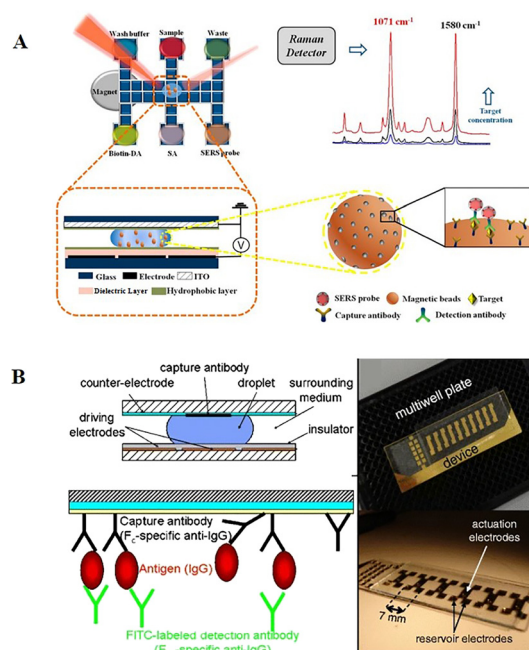 A
Wash buffer
Sample
Waste
Magnet
Biotin-DA
SA
SERS probe
Raman
Detector
1071 cm-1
1580 cm-1
Target
concentration
V
Glass
Electrode
ITO
Dielectric Layer
Hydrophobic layer
SERS probe
Magnetic beads
Target
Capture antibody
Detection antibody
B
capture antibody
counter-electrode
droplet
surrounding
medium
driving
electrodes
insulator
Capture antibody
(Fc-specific anti-IgG)
Antigen (IgG)
FITC-labeled detection antibody
-specific anti-IgG)
multiwell plate
device
actuation
electrodes
7 mm
reservoir electrodes